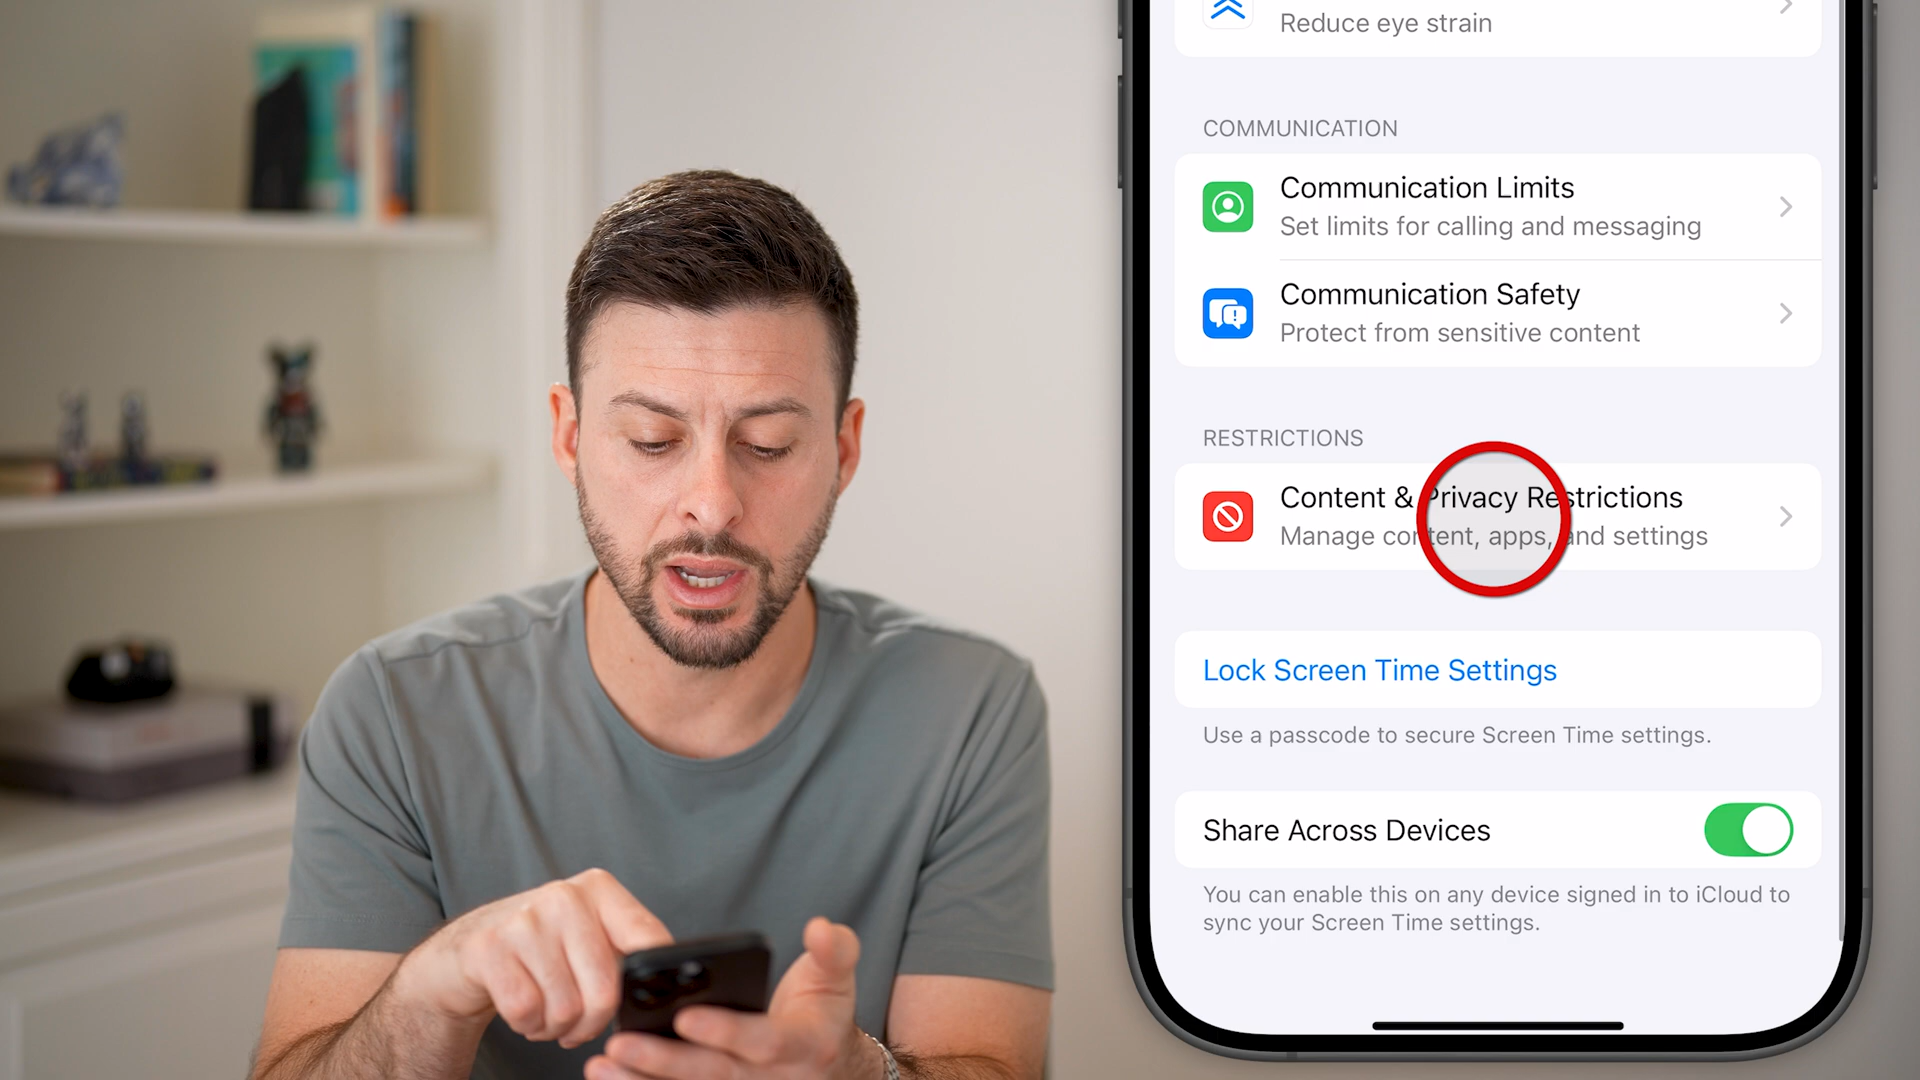 Reduce eye strain
COMMUNICATION
Communication Limits
Set limits for calling and messaging
Communication Safety
Protect from sensitive content
RESTRICTIONS
Content & Privacy Restrictions
Manage content, apps, and settings
Lock Screen Time Settings
Use a passcode to secure Screen Time settings.
Share Across Devices
You can enable this on any device signed in to iCloud to
sync your Screen Time settings.